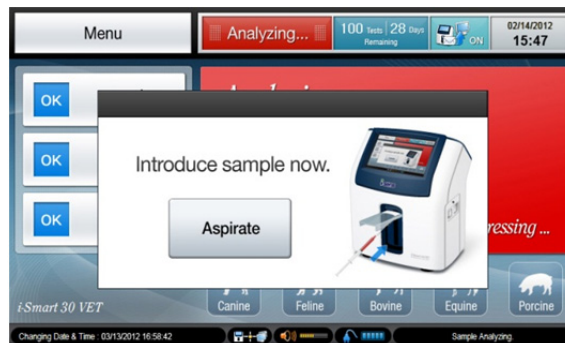 Menu
Analyzing...
100 Tests 28 Days
Remaining
ON
02/14/2012
15:47
OK
OK
OK
Introduce sample now.
Aspirate
ressing ...
i-Smart 30 VET
Canine
Feline
Bovine
Equine
Porcine
Changing Date & Time : 03/13/2012 16:58:42
Sample Analyzing.